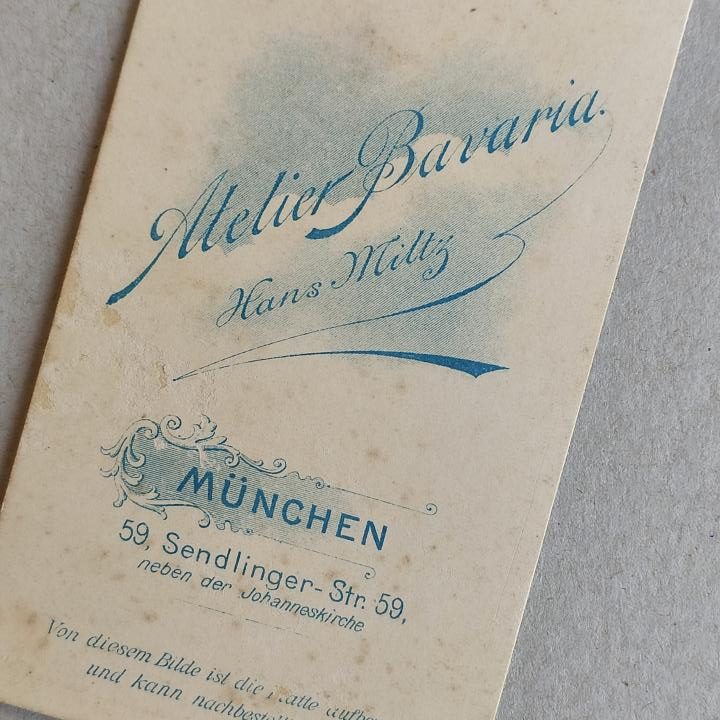 Atelier Bavaria.
Hans Miltz
MÜNCHEN
59, Sendlinger-Str. 59,
neben der Johanneskirche
Von diesem Bilde ist die
und kann